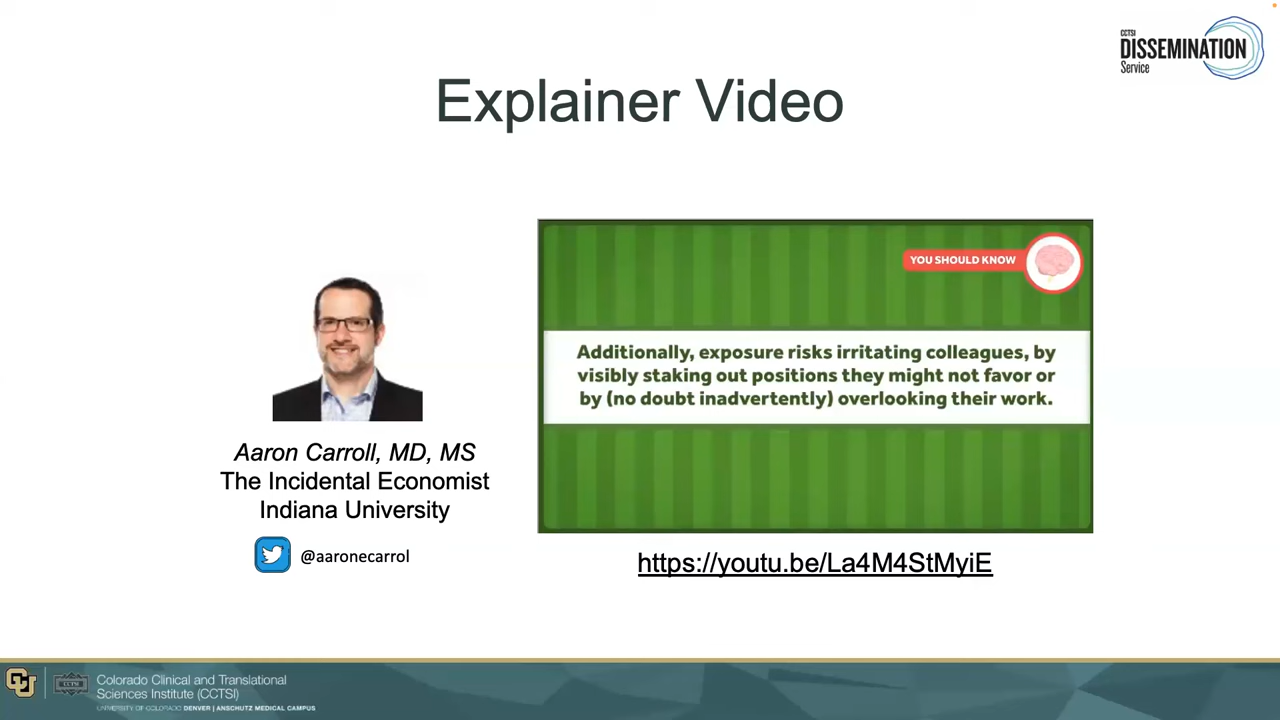 CCTSI
DISSEMINATION
Service
Explainer Video
YOU SHOULD KNOW
Additionally, exposure risks irritating colleagues, by
visibly staking out positions they might not favor or
by (no doubt inadvertently) overlooking their work.
Aaron Carroll, MD, MS
The Incidental Economist
Indiana University
@aaronecarrol
https://youtu.be/La4M4StMyiE
CU
CCTSI
Colorado Clinical and Translational
Sciences Institute (CCTSI)
UNIVERSITY OF COLORADO DENVER | ANSCHUTZ MEDICAL CAMPUS